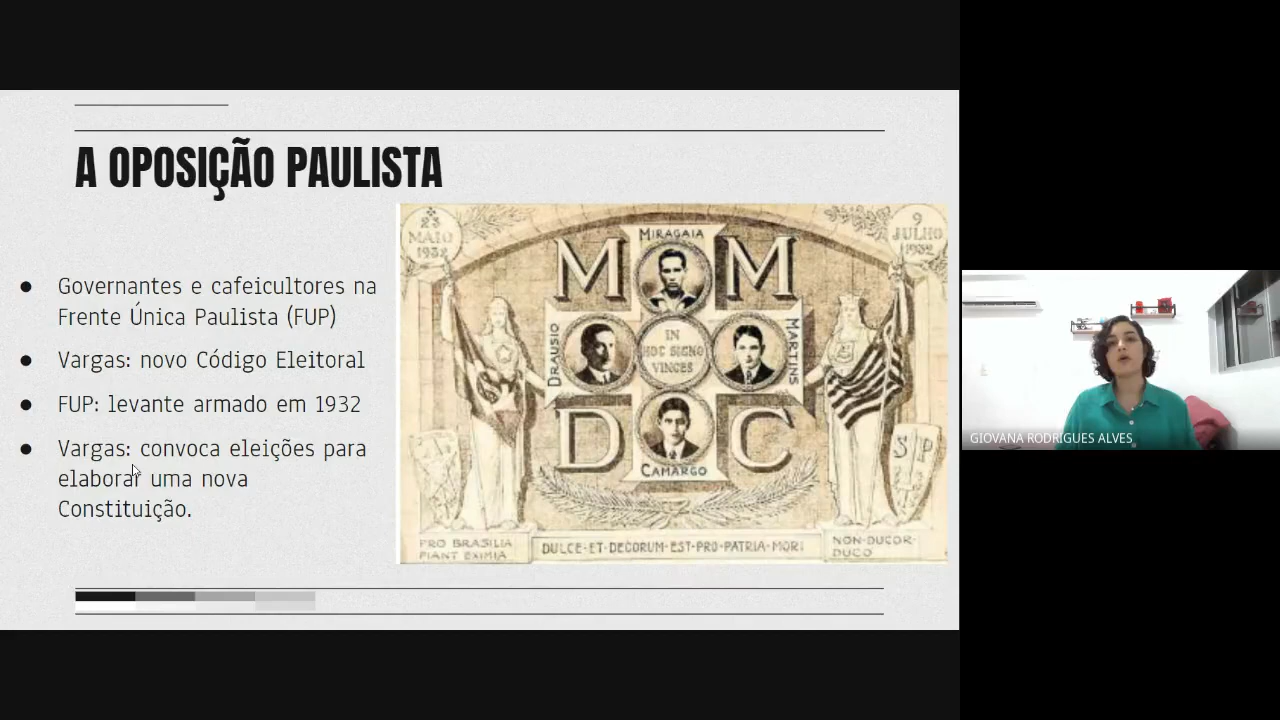 A OPOSIÇÃO PAULISTA
● Governantes e cafeicultores na
Frente Única Paulista (FUP)
● Vargas: novo Código Eleitoral
● FUP: levante armado em 1932
● Vargas: convoca eleições para
elaborar uma nova
Constituição.
23
MAIO
1932
9
JULHO
1932
MIRAGAIA
M M
DRAUSIO
IN
HOC SIGNO
VINCES
MARTINS
D C
CAMARGO
SP
PRO BRASILIA
FIANT EXIMIA
DULCE·ET·DECORUM·EST·PRO·PATRIA·MORI
NON·DUCOR·
DUCO
GIOVANA RODRIGUES ALVES